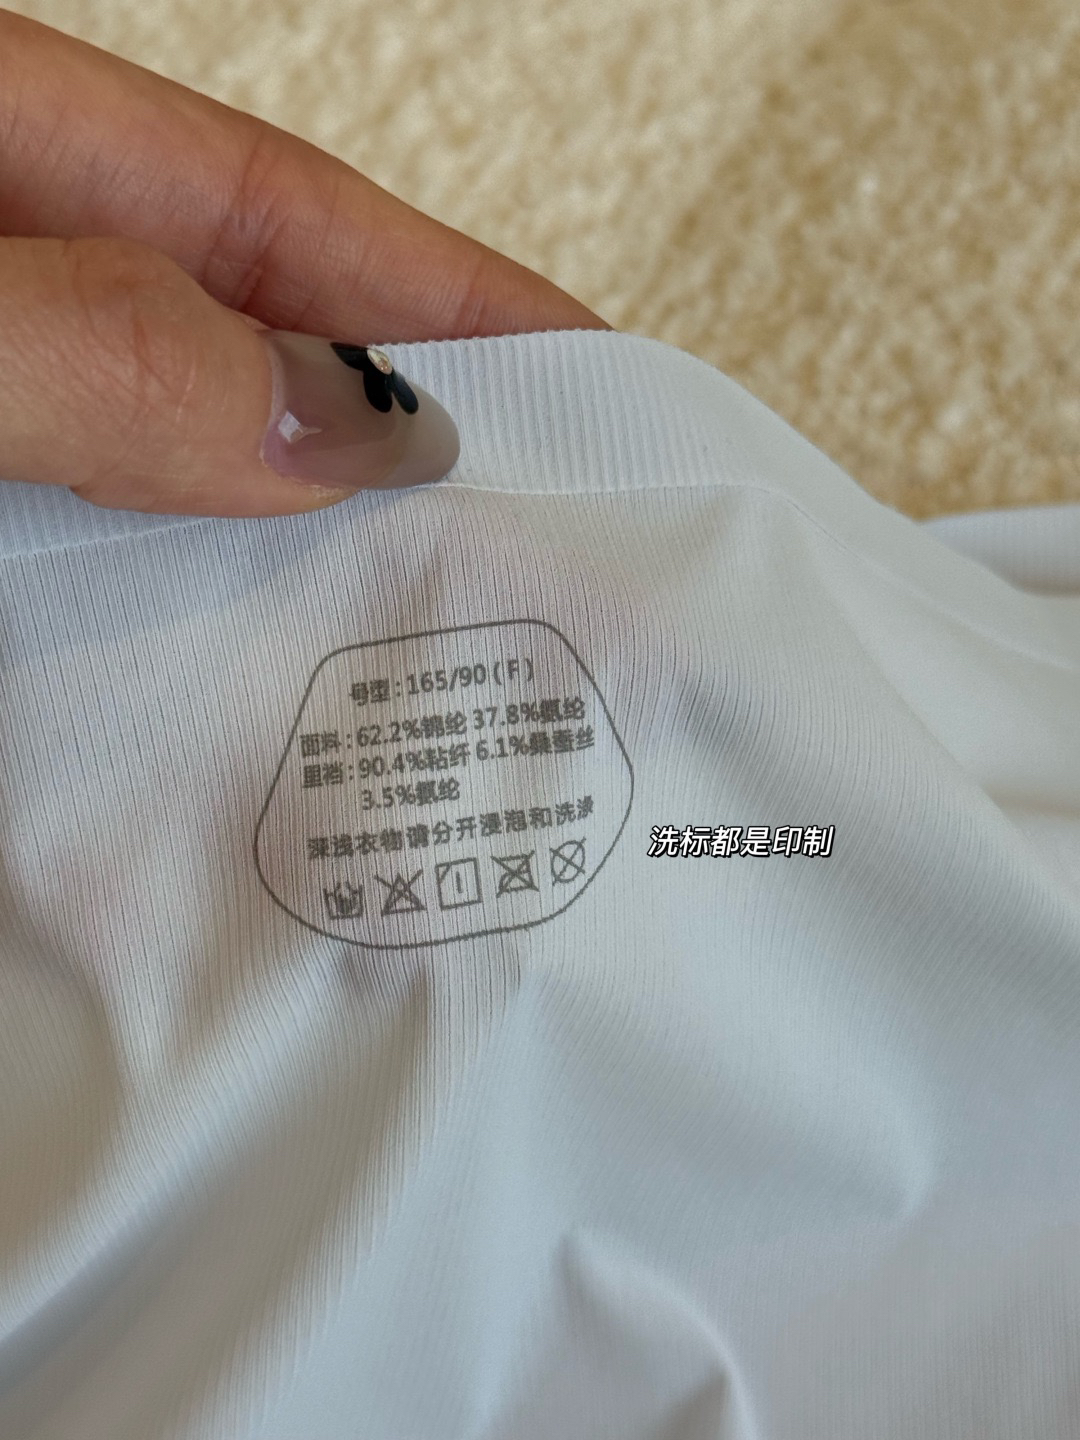 号型:165/90(F)
面料:62.2%锦纶 37.8%氨纶
里裆:90.4%粘纤 6.1%桑蚕丝
3.5%氨纶
深浅衣物请分开浸泡和洗涤
洗标都是印制